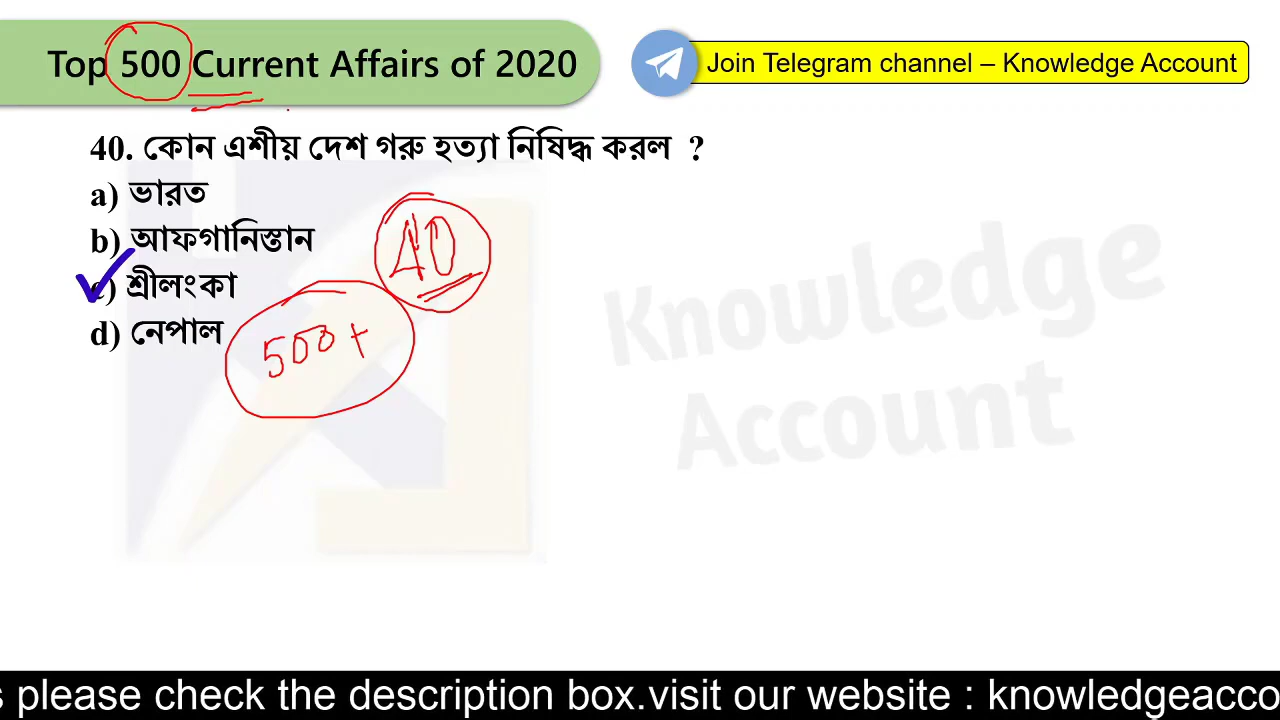 Top 500 Current Affairs of 2020
Join Telegram channel – Knowledge Account
40. কোন এশীয় দেশ গরু হত্যা নিষিদ্ধ করল ?
a) ভারত
b) আফগানিস্তান
c) শ্রীলংকা
d) নেপাল
40
500+
Knowledge
Account
s please check the description box.visit our website : knowledgeacco